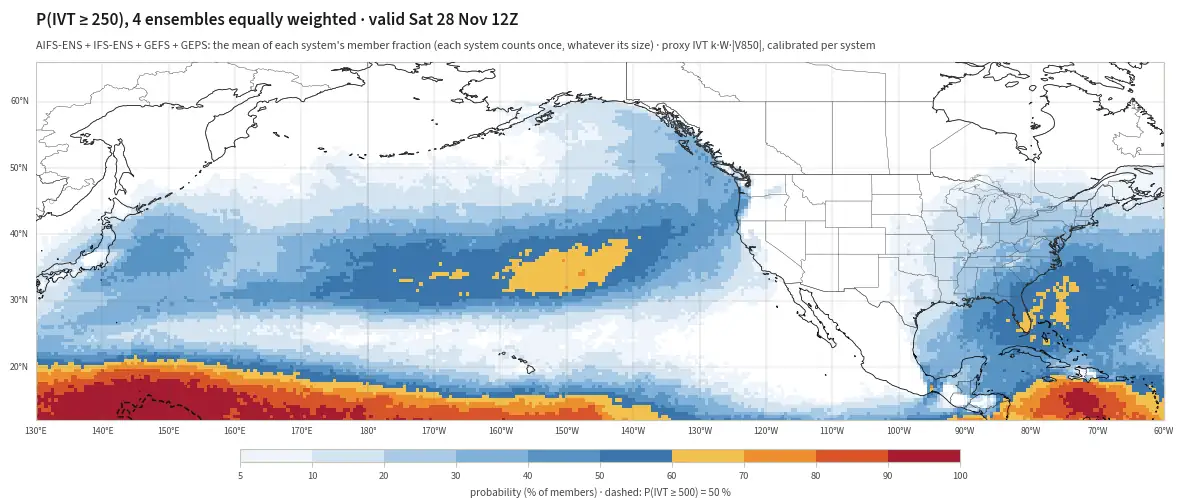 P(IVT ≥ 250), 4 ensembles equally weighted · valid Sat 28 Nov 12Z
AIFS-ENS + IFS-ENS + GEFS + GEPS: the mean of each system's member fraction (each system counts once, whatever its size) · proxy IVT k·W·|V850|, calibrated per system
60°N
50°N
40°N
30°N
20°N
130°E 140°E 150°E 160°E 170°E 180° 170°W 160°W 150°W 140°W 130°W 120°W 110°W 100°W 90°W 80°W 70°W 60°W
5 10 20 30 40 50 60 70 80 90 100
probability (% of members) · dashed: P(IVT ≥ 500) = 50 %